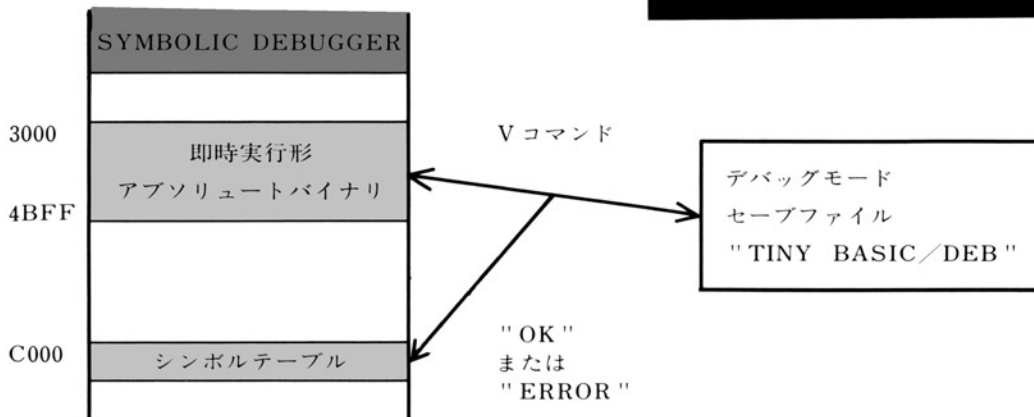 SYMBOLIC DEBUGGER
3000
即時実行形
アブソリュートバイナリ
4BFF
Vコマンド
デバッグモード
セーブファイル
"TINY BASIC／DEB"
C000
シンボルテーブル
"OK"
または
"ERROR"